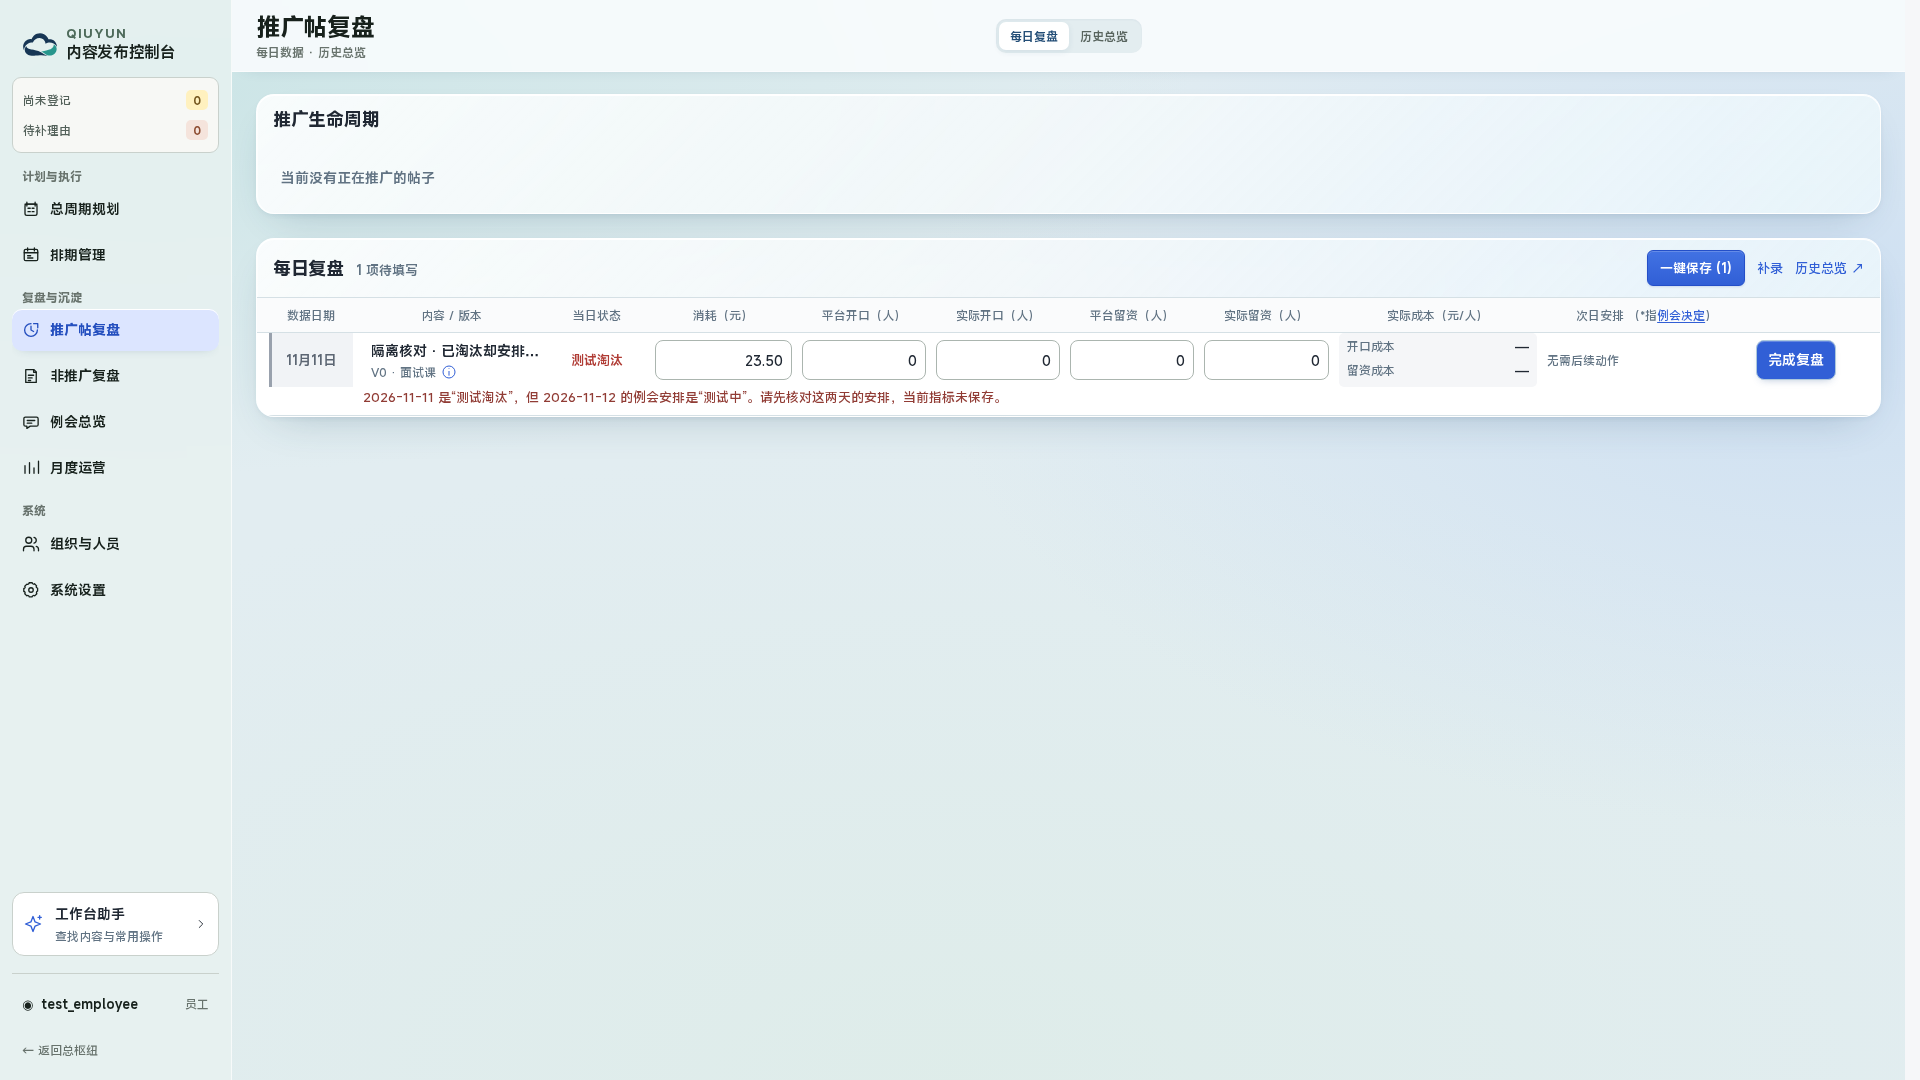 QIUYUN
内容发布控制台
尚未登记 0
待补理由 0
计划与执行
总周期规划
排期管理
复盘与沉淀
推广帖复盘
非推广复盘
例会总览
月度运营
系统
组织与人员
系统设置
工作台助手
查找内容与常用操作
test_employee 员工
← 返回总枢纽
推广帖复盘
每日数据 · 历史总览
每日复盘 历史总览
推广生命周期
当前没有正在推广的帖子
每日复盘 1 项待填写 一键保存 (1) 补录 历史总览 ↗
数据日期 内容 / 版本 当日状态 消耗（元） 平台开口（人） 实际开口（人） 平台留资（人） 实际留资（人） 实际成本（元/人） 次日安排 （*指例会决定）
11月11日 隔离核对 · 已淘汰却安排... 测试淘汰 23.50 0 0 0 0 开口成本 — 无需后续动作 完成复盘
V0 · 面试课 留资成本 —
2026-11-11 是“测试淘汰”，但 2026-11-12 的例会安排是“测试中”。请先核对这两天的安排，当前指标未保存。